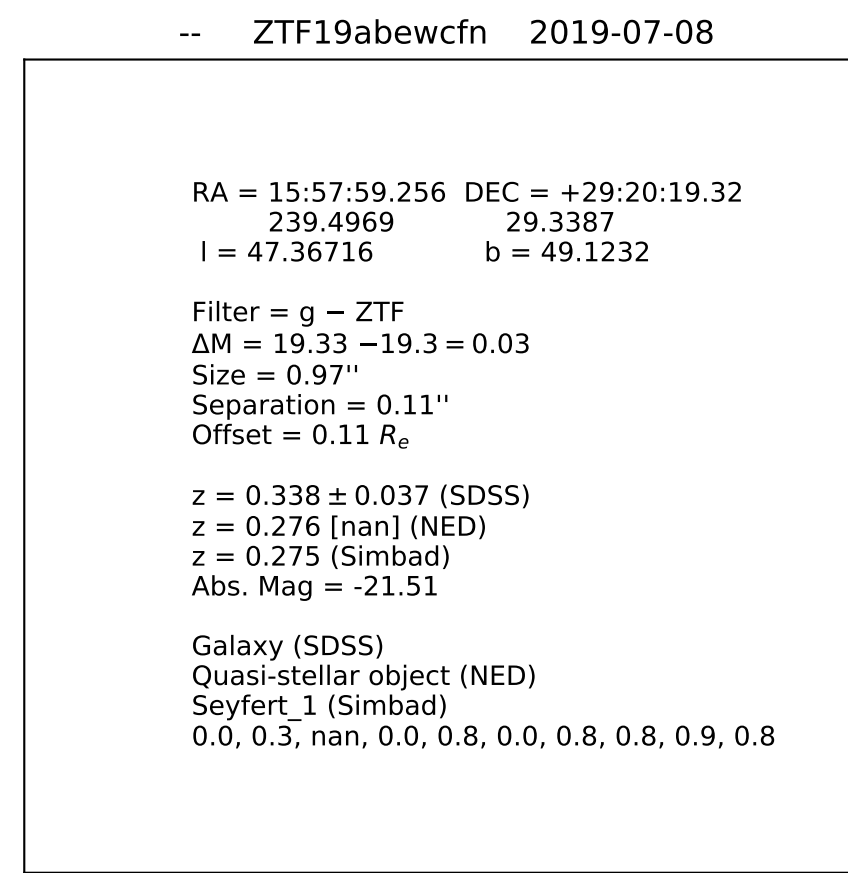 -- ZTF19abewcfn 2019-07-08
RA = 15:57:59.256 DEC = +29:20:19.32
239.4969 29.3387
l = 47.36716 b = 49.1232
Filter = g − ZTF
ΔM = 19.33 −19.3 = 0.03
Size = 0.97''
Separation = 0.11''
Offset = 0.11 Re
z = 0.338 ± 0.037 (SDSS)
z = 0.276 [nan] (NED)
z = 0.275 (Simbad)
Abs. Mag = -21.51
Galaxy (SDSS)
Quasi-stellar object (NED)
Seyfert_1 (Simbad)
0.0, 0.3, nan, 0.0, 0.8, 0.0, 0.8, 0.8, 0.9, 0.8